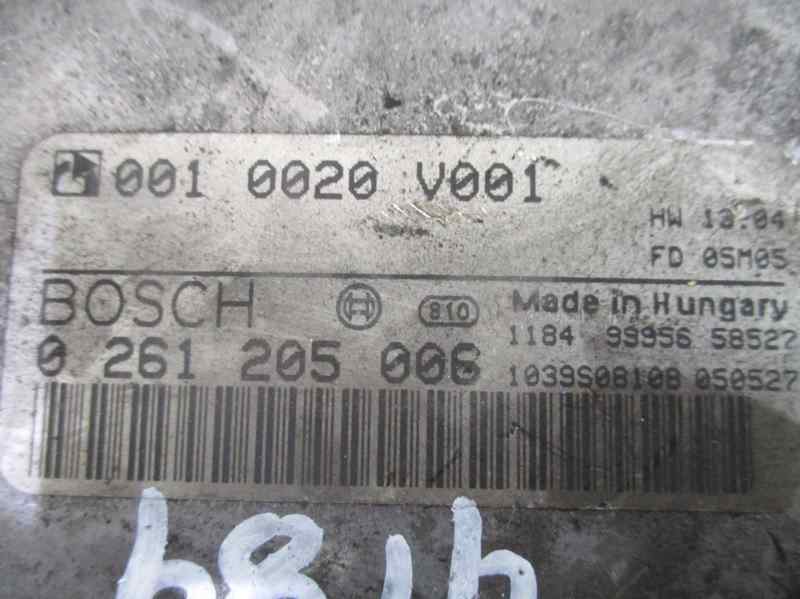 001 0020 V001
HW 13.04
FD 05M05
BOSCH
810
Made in Hungary
0 261 205 006
1184 99956 58527
1039S08108 050527